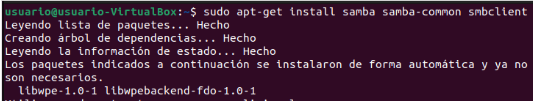 usuario@usuario-VirtualBox:~$ sudo apt-get install samba samba-common smbclient
Leyendo lista de paquetes... Hecho
Creando árbol de dependencias... Hecho
Leyendo la información de estado... Hecho
Los paquetes indicados a continuación se instalaron de forma automática y ya no
son necesarios.
  libwpe-1.0-1 libwpebackend-fdo-1.0-1